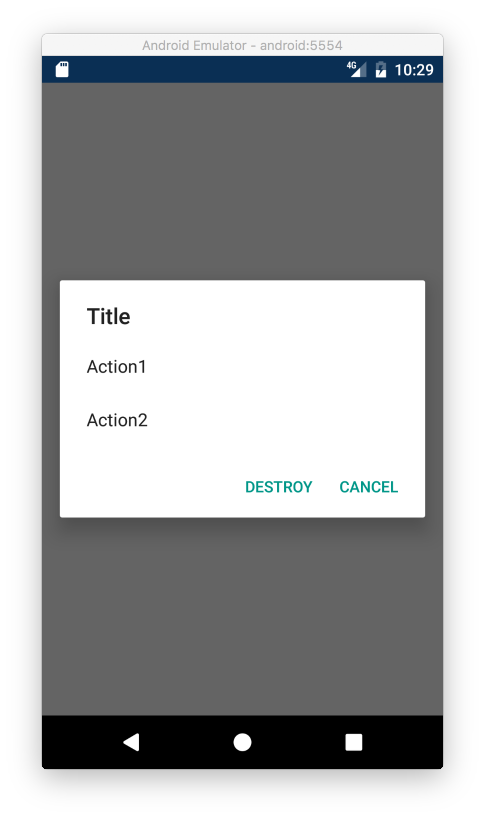 Android Emulator - android:5554
4G 10:29
Title
Action1
Action2
DESTROY CANCEL